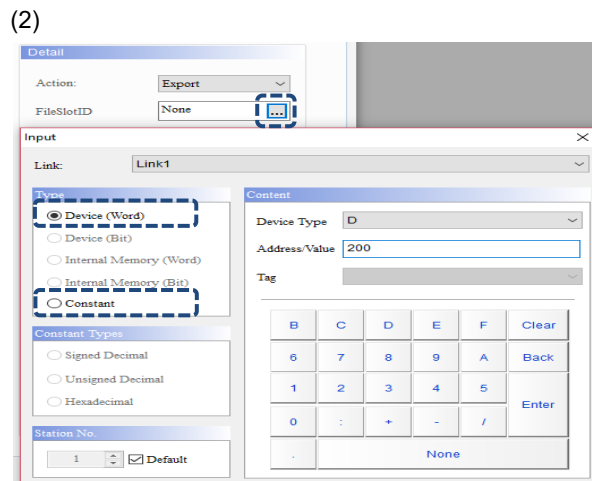 (2)
Detail
Action: Export
FileSlotID None ...
Input
Link: Link1
Type
Device (Word)
Device (Bit)
Internal Memory (Word)
Internal Memory (Bit)
Constant
Constant Types
Signed Decimal
Unsigned Decimal
Hexadecimal
Station No.
1 Default
Content
Device Type D
Address/Value 200
Tag
B C D E F Clear
6 7 8 9 A Back
1 2 3 4 5 Enter
0 : + - /
. None